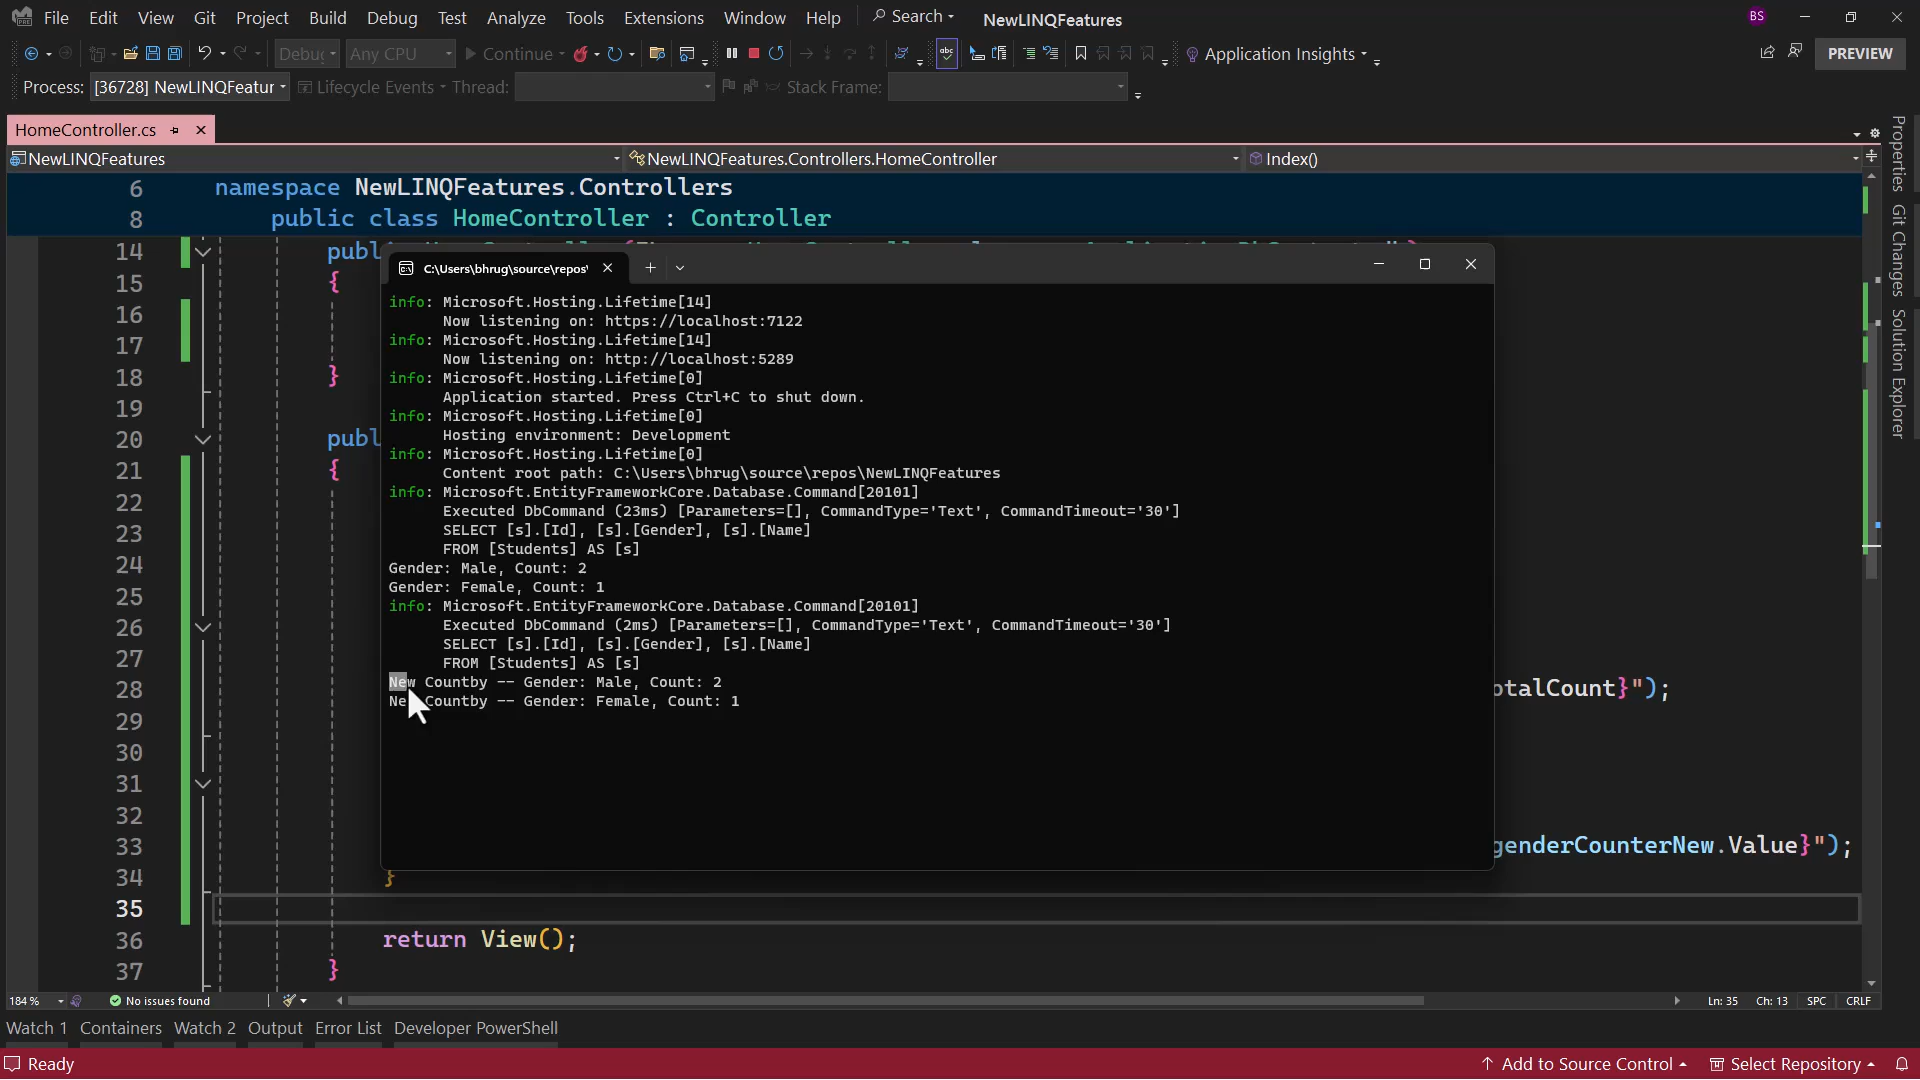 File Edit View Git Project Build Debug Test Analyze Tools Extensions Window Help Search NewLINQFeatures BS
Debug Any CPU Continue Application Insights PREVIEW
Process: [36728] NewLINQFeatur Lifecycle Events Thread: Stack Frame:
HomeController.cs
NewLINQFeatures NewLINQFeatures.Controllers.HomeController Index()
6 namespace NewLINQFeatures.Controllers
8 public class HomeController : Controller
14 publ
15 {
16
17
18 }
19
20 publ
21 {
22
23
24
25
26
27
28 otalCount}");
29
30
31
32
33 genderCounterNew.Value}");
34 }
35
36 return View();
37 }
C:\Users\bhrug\source\repos\
info: Microsoft.Hosting.Lifetime[14]
Now listening on: https://localhost:7122
info: Microsoft.Hosting.Lifetime[14]
Now listening on: http://localhost:5289
info: Microsoft.Hosting.Lifetime[0]
Application started. Press Ctrl+C to shut down.
info: Microsoft.Hosting.Lifetime[0]
Hosting environment: Development
info: Microsoft.Hosting.Lifetime[0]
Content root path: C:\Users\bhrug\source\repos\NewLINQFeatures
info: Microsoft.EntityFrameworkCore.Database.Command[20101]
Executed DbCommand (23ms) [Parameters=[], CommandType='Text', CommandTimeout='30']
SELECT [s].[Id], [s].[Gender], [s].[Name]
FROM [Students] AS [s]
Gender: Male, Count: 2
Gender: Female, Count: 1
info: Microsoft.EntityFrameworkCore.Database.Command[20101]
Executed DbCommand (2ms) [Parameters=[], CommandType='Text', CommandTimeout='30']
SELECT [s].[Id], [s].[Gender], [s].[Name]
FROM [Students] AS [s]
New Countby -- Gender: Male, Count: 2
New Countby -- Gender: Female, Count: 1
Properties
Git Changes
Solution Explorer
184 % No issues found Ln: 35 Ch: 13 SPC CRLF
Watch 1 Containers Watch 2 Output Error List Developer PowerShell
Ready Add to Source Control Select Repository